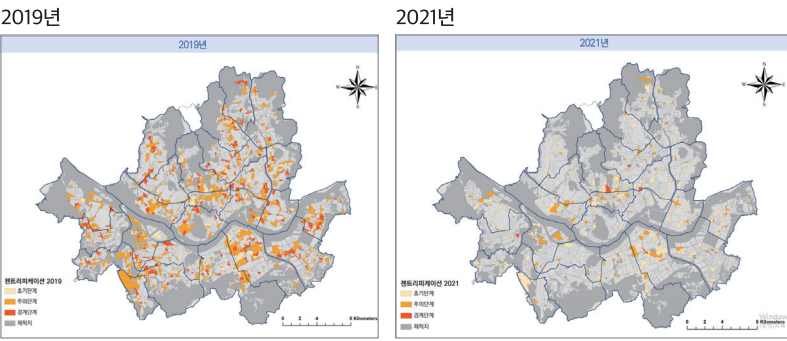 2019년
2021년
2019년
N
W
E
S
젠트리피케이션 2019
초기단계
주의단계
경계단계
제척지
0 2 4 8 Kilometers
2021년
N
W
E
S
젠트리피케이션 2021
초기단계
주의단계
경계단계
제척지
0 2 4 8 Kilometers
Window